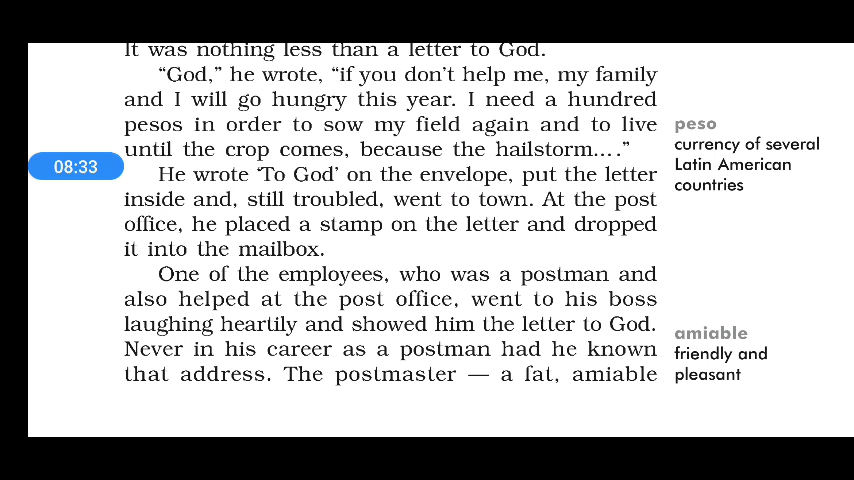 It was nothing less than a letter to God.
“God,” he wrote, “if you don’t help me, my family
and I will go hungry this year. I need a hundred
pesos in order to sow my field again and to live
until the crop comes, because the hailstorm....”
He wrote ‘To God’ on the envelope, put the letter
inside and, still troubled, went to town. At the post
office, he placed a stamp on the letter and dropped
it into the mailbox.
One of the employees, who was a postman and
also helped at the post office, went to his boss
laughing heartily and showed him the letter to God.
Never in his career as a postman had he known
that address. The postmaster — a fat, amiable
peso
currency of several
Latin American
countries
amiable
friendly and
pleasant
08:33